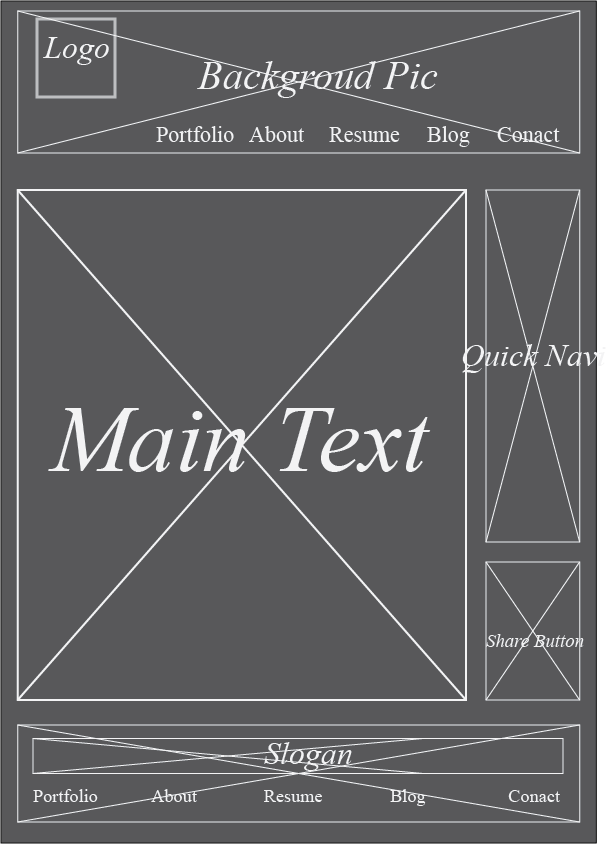 Logo
Backgroud Pic
Portfolio About Resume Blog Conact
Quick Navi
Main Text
Share Button
Slogan
Portfolio About Resume Blog Conact